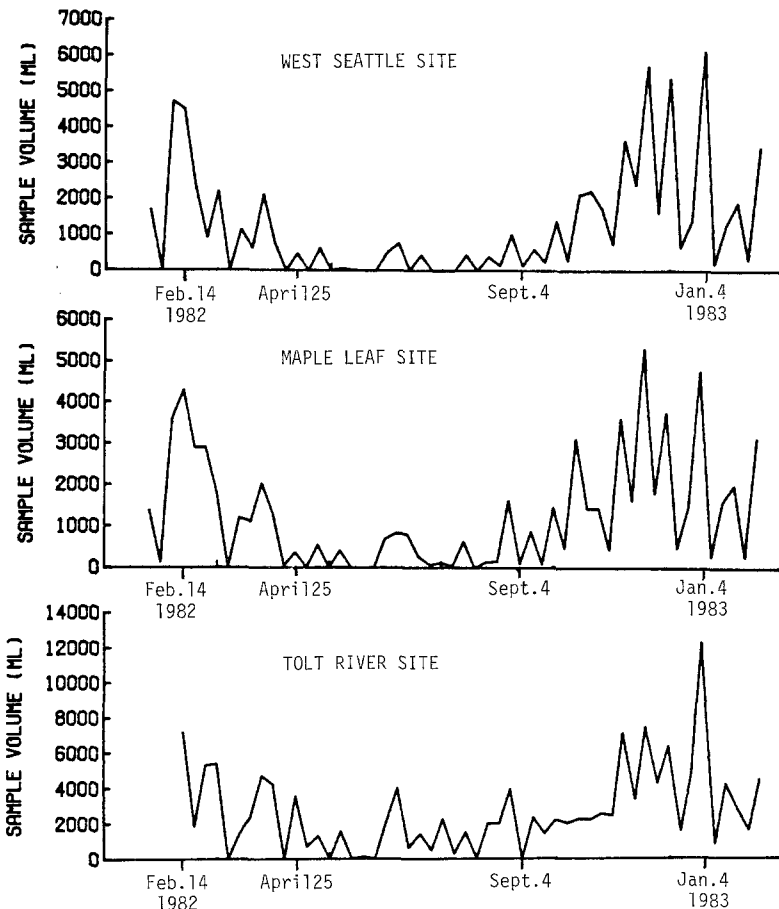 7000
WEST SEATTLE SITE
6000
5000
4000
3000
2000
1000
0
SAMPLE VOLUME (ML)
Feb.14 April25 Sept.4 Jan.4
1982 1983
6000
MAPLE LEAF SITE
5000
4000
3000
2000
1000
0
SAMPLE VOLUME (ML)
Feb.14 April25 Sept.4 Jan.4
1982 1983
14000
12000
TOLT RIVER SITE
10000
8000
6000
4000
2000
0
SAMPLE VOLUME (ML)
Feb.14 April25 Sept.4 Jan.4
1982 1983